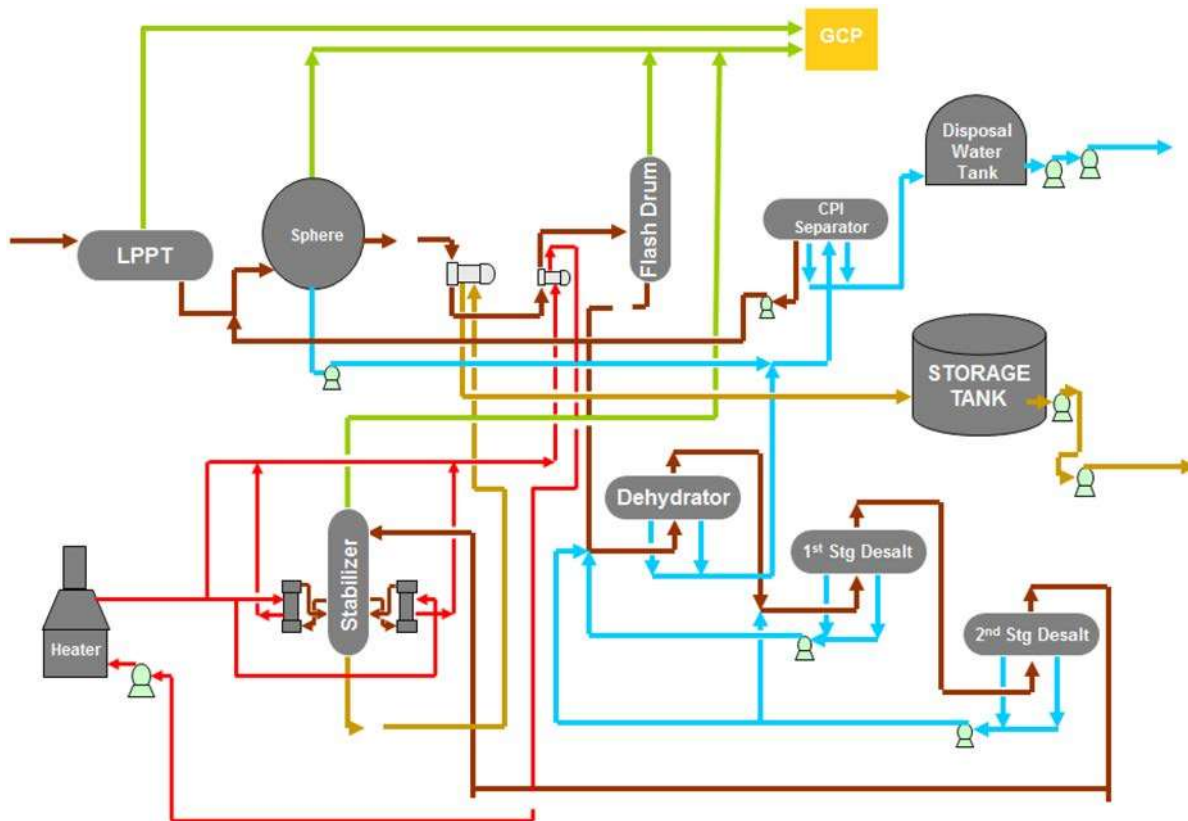 GCP
Disposal
Water
Tank
Flash Drum
CPI
Separator
Sphere
LPPT
STORAGE
TANK
Dehydrator
1st Stg Desalt
Stabilizer
2nd Stg Desalt
Heater